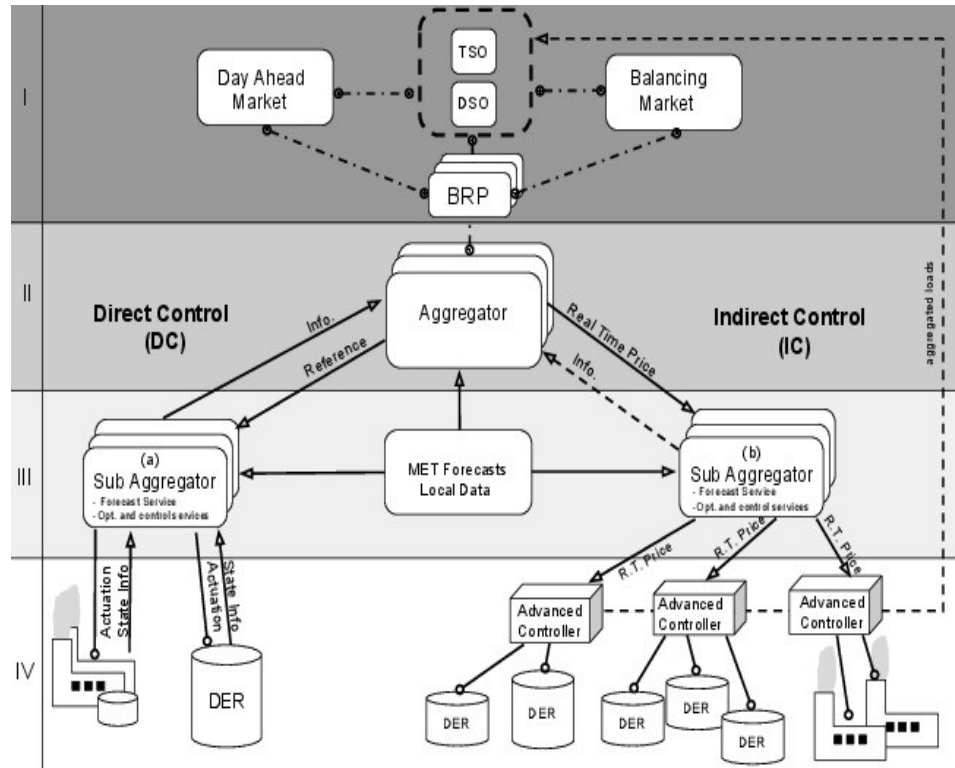 I
Day Ahead
Market
TSO
DSO
Balancing
Market
BRP
II
Direct Control
(DC)
Info.
Reference
Aggregator
Real Time Price
Info.
Indirect Control
(IC)
aggregated loads
III
(a)
Sub Aggregator
- Forecast Service
- Opt. and control services
MET Forecasts
Local Data
(b)
Sub Aggregator
- Forecast Service
-Opt. and control services
R.T. Price
R.T. Price
R.T. Price
IV
Actuation
State Info
Actuation
State Info
DER
Advanced
Controller
Advanced
Controller
Advanced
Controller
DER
DER
DER
DER
DER